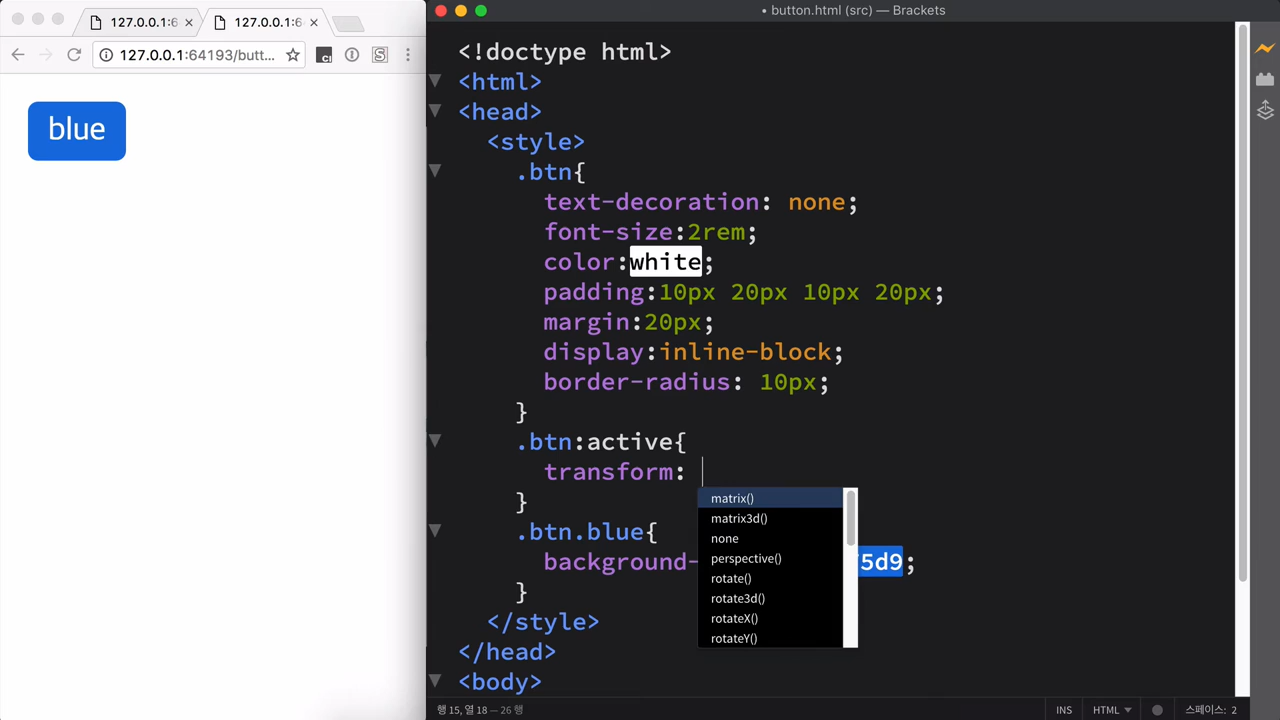 127.0.0.1:6
127.0.0.1:64
127.0.0.1:64193/butt...
blue
• button.html (src) — Brackets
<!doctype html>
<html>
<head>
<style>
.btn{
text-decoration: none;
font-size:2rem;
color:white;
padding:10px 20px 10px 20px;
margin:20px;
display:inline-block;
border-radius: 10px;
}
.btn:active{
transform:
matrix()
matrix3d()
none
perspective()
rotate()
rotate3d()
rotateX()
rotateY()
}
.btn.blue{
background- 5d9;
}
</style>
</head>
<body>
행 15, 열 18 — 26 행
INS HTML 스페이스: 2